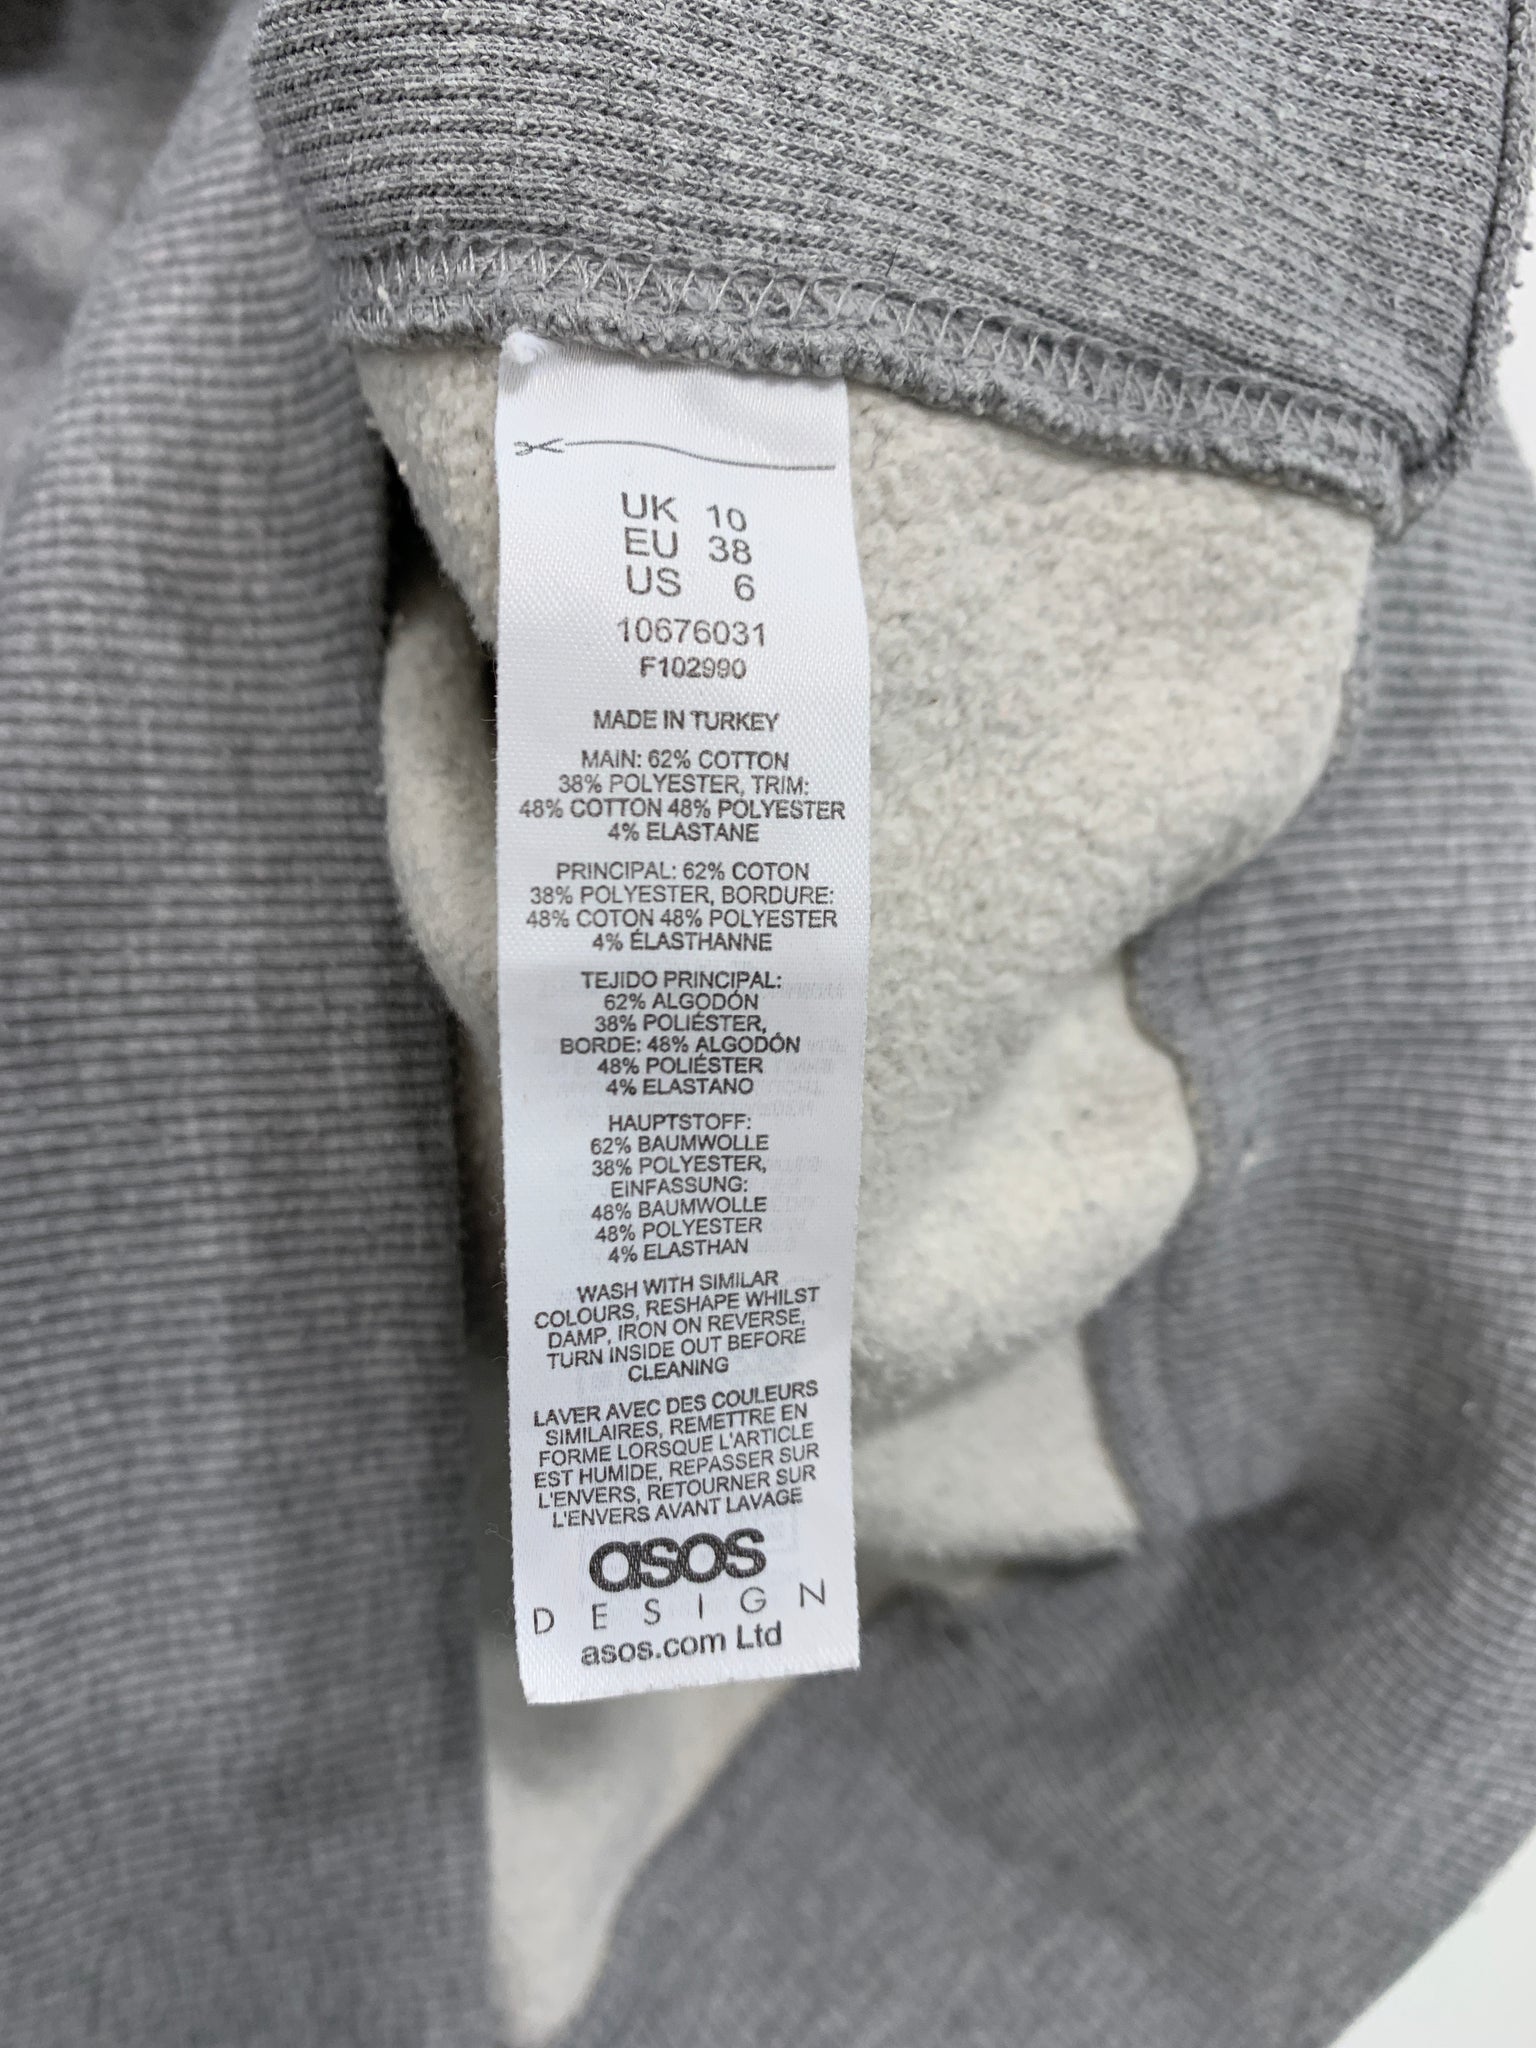 UK 10
EU 38
US 6
10676031
F102990
MADE IN TURKEY
MAIN: 62% COTTON
38% POLYESTER, TRIM:
48% COTTON 48% POLYESTER
4% ELASTANE
PRINCIPAL: 62% COTON
38% POLYESTER, BORDURE:
48% COTON 48% POLYESTER
4% ÉLASTHANNE
TEJIDO PRINCIPAL:
62% ALGODÓN
38% POLIÉSTER,
BORDE: 48% ALGODÓN
48% POLIÉSTER
4% ELASTANO
HAUPTSTOFF:
62% BAUMWOLLE
38% POLYESTER,
EINFASSUNG:
48% BAUMWOLLE
48% POLYESTER
4% ELASTHAN
WASH WITH SIMILAR
COLOURS, RESHAPE WHILST
DAMP, IRON ON REVERSE,
TURN INSIDE OUT BEFORE
CLEANING
LAVER AVEC DES COULEURS
SIMILAIRES, REMETTRE EN
FORME LORSQUE L'ARTICLE
EST HUMIDE, REPASSER SUR
L'ENVERS, RETOURNER SUR
L'ENVERS AVANT LAVAGE
asos
DESIGN
asos.com Ltd